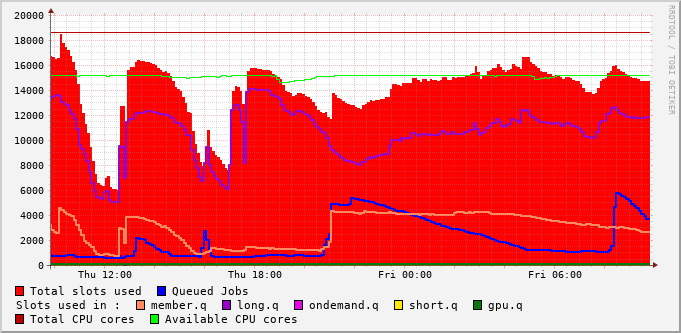 20000
18000
16000
14000
12000
10000
8000
6000
4000
2000
0
Thu 12:00 Thu 18:00 Fri 00:00 Fri 06:00
RRDTOOL / TOBI OETIKER
Total slots used Queued Jobs
Slots used in : member.q long.q ondemand.q short.q gpu.q
Total CPU cores Available CPU cores